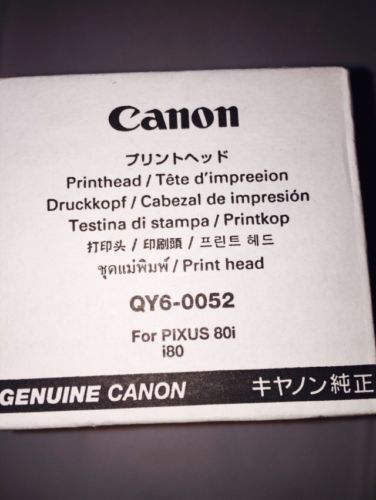 Canon
プリントヘッド
Printhead / Tête d'impreeion
Druckkopf / Cabezal de impresión
Testina di stampa / Printkop
打印头 / 印刷頭 / 프린트 헤드
ชุดแม่พิมพ์ / Print head
QY6-0052
For PIXUS 80i
i80
GENUINE CANON キヤノン純正